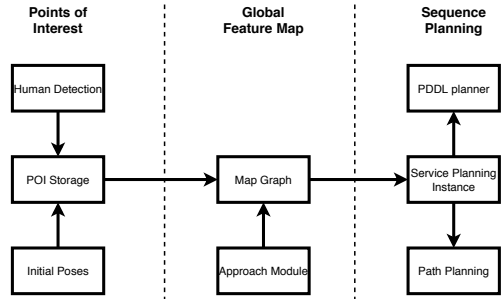 Points of
Interest
Global
Feature Map
Sequence
Planning
Human Detection
PDDL planner
POI Storage
Map Graph
Service Planning
Instance
Initial Poses
Approach Module
Path Planning